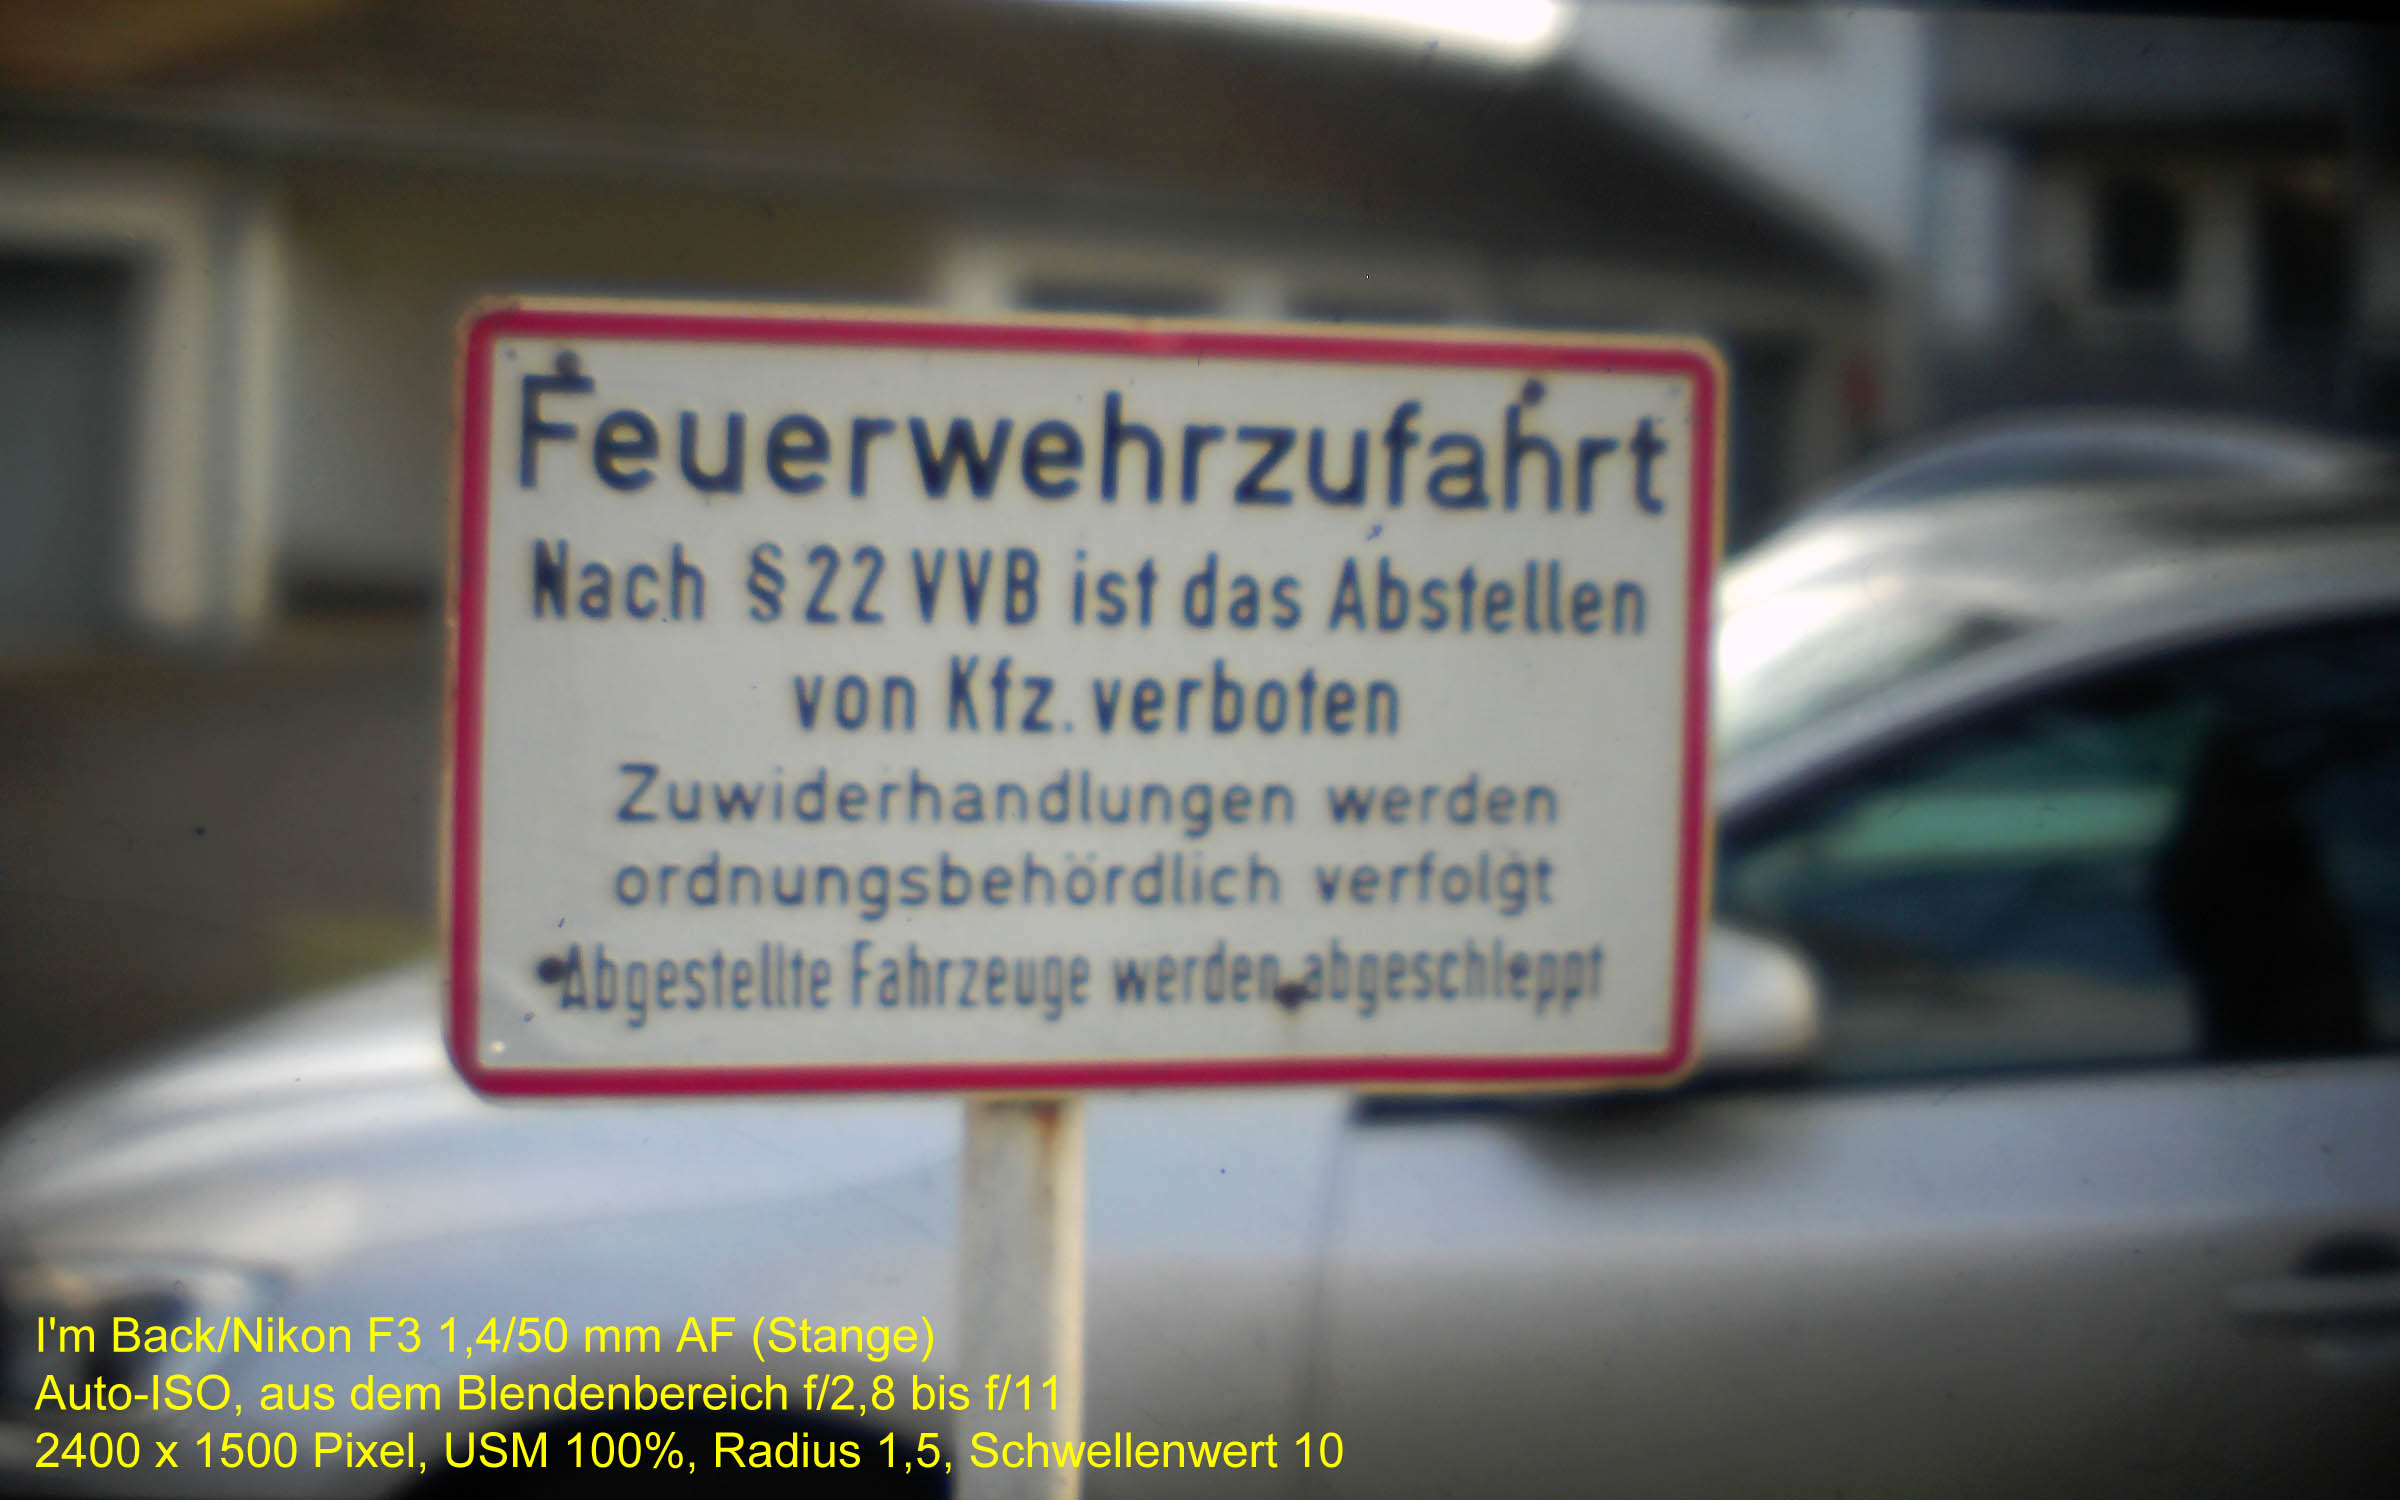 Feuerwehrzufahrt
Nach § 22 VVB ist das Abstellen
von Kfz. verboten
Zuwiderhandlungen werden
ordnungsbehördlich verfolgt
Abgestellte Fahrzeuge werden abgeschleppt
I'm Back/Nikon F3 1,4/50 mm AF (Stange)
Auto-ISO, aus dem Blendenbereich f/2,8 bis f/11
2400 x 1500 Pixel, USM 100%, Radius 1,5, Schwellenwert 10